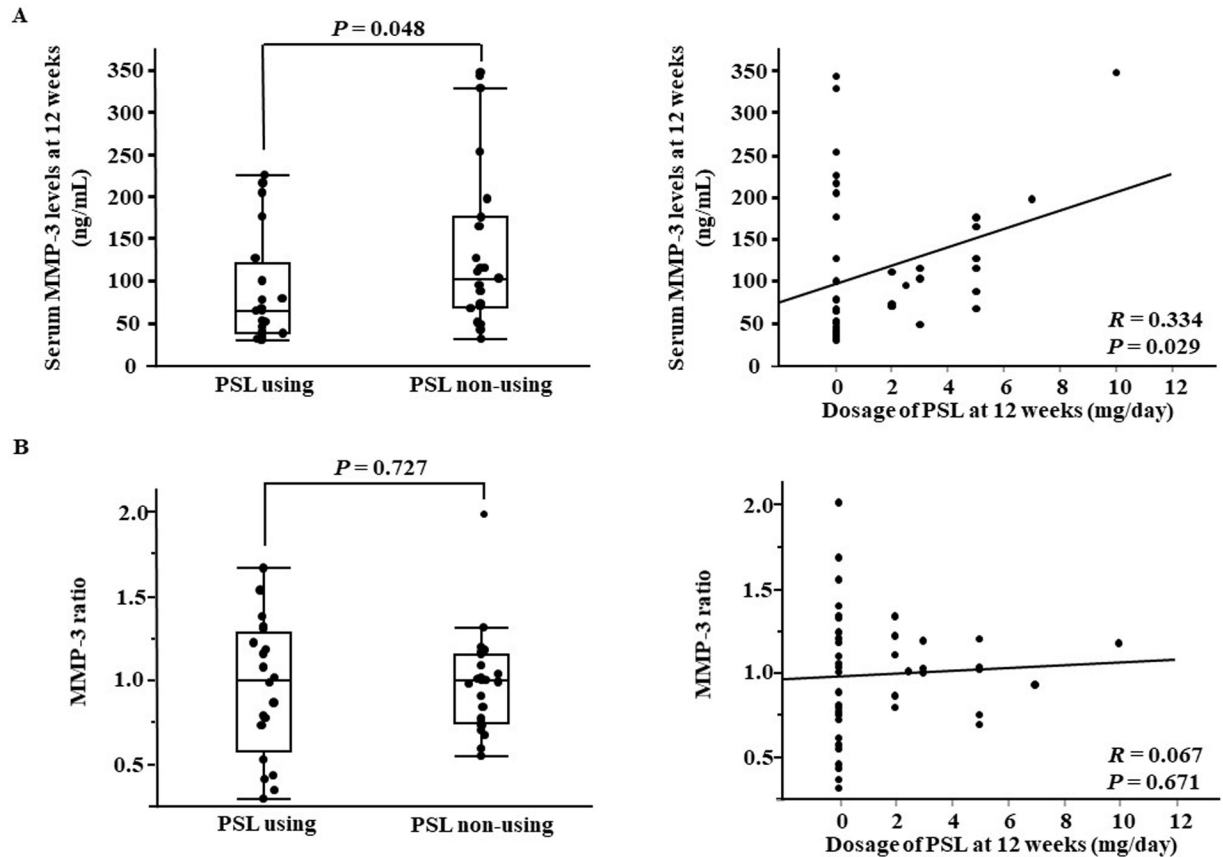 A
P = 0.048
Serum MMP-3 levels at 12 weeks
(ng/mL)
350
300
250
200
150
100
50
0
PSL using
PSL non-using
Serum MMP-3 levels at 12 weeks
(ng/mL)
350
300
250
200
150
100
50
0
R = 0.334
P = 0.029
0 2 4 6 8 10 12
Dosage of PSL at 12 weeks (mg/day)
B
P = 0.727
MMP-3 ratio
2.0
1.5
1.0
0.5
PSL using
PSL non-using
MMP-3 ratio
2.0
1.5
1.0
0.5
R = 0.067
P = 0.671
0 2 4 6 8 10 12
Dosage of PSL at 12 weeks (mg/day)